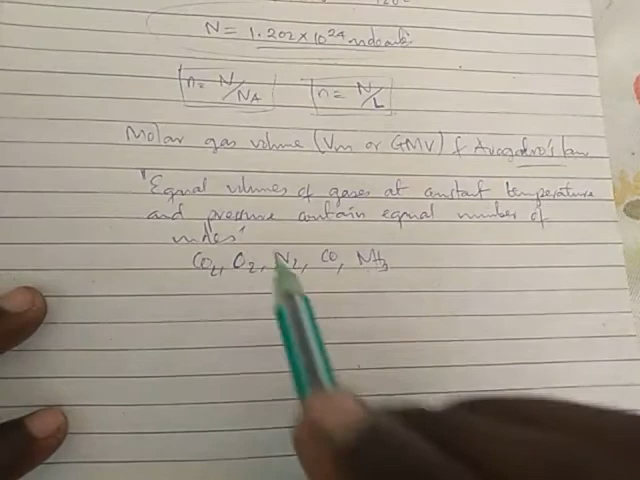 N = 1.202 x 10^24 molecules
n = N/NA n = N/L
Molar gas volume (Vm or GMV) & Avogadro's law
"Equal volumes of gases at constant temperature
and pressure contain equal number of
moles"
CO2, O2, N2, CO, NH3